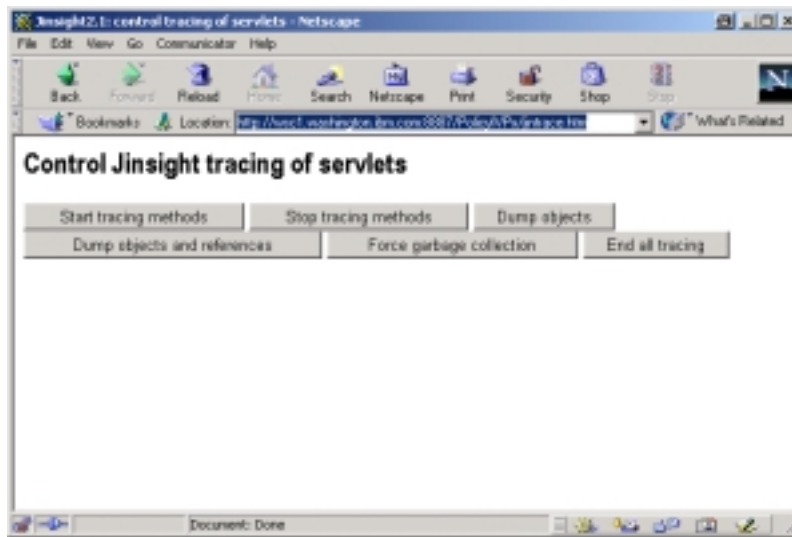 Jinsight2.1: control tracing of servlets - Netscape
File Edit View Go Communicator Help
Back Forward Reload Home Search Netscape Print Security Shop Stop
Bookmarks Location: What's Related
Control Jinsight tracing of servlets
Start tracing methods Stop tracing methods Dump objects
Dump objects and references Force garbage collection End all tracing
Document: Done